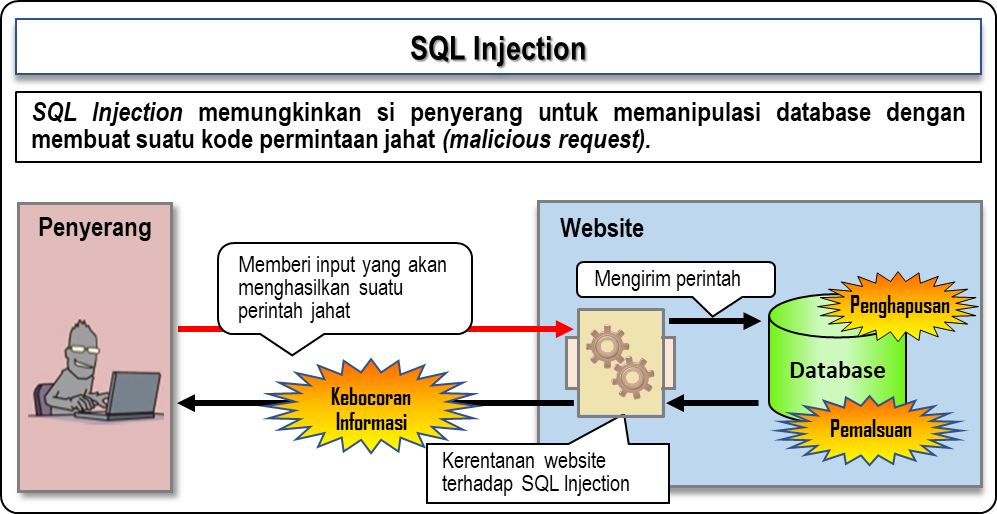 SQL Injection
SQL Injection memungkinkan si penyerang untuk memanipulasi database dengan
membuat suatu kode permintaan jahat (malicious request).
Penyerang
Memberi input yang akan
menghasilkan suatu
perintah jahat
Website
Mengirim perintah
Penghapusan
Database
Kebocoran
Informasi
Pemalsuan
Kerentanan website
terhadap SQL Injection